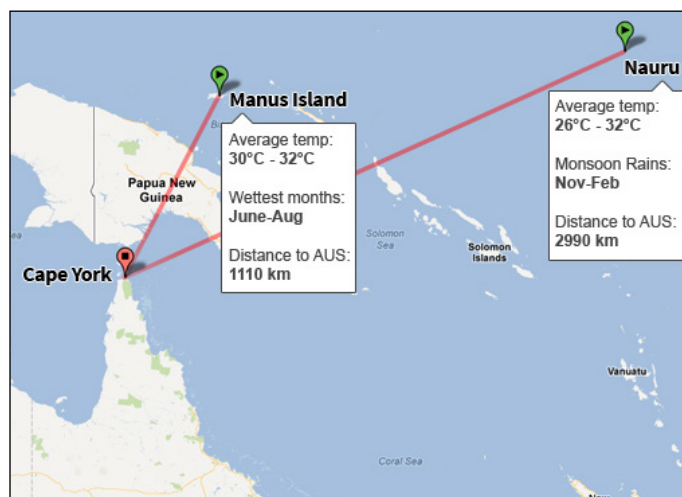 Nauru
Average temp:
26°C - 32°C
Monsoon Rains:
Nov-Feb
Distance to AUS:
2990 km
Manus Island
Average temp:
30°C - 32°C
Wettest months:
June-Aug
Distance to AUS:
1110 km
Papua New
Guinea
Solomon
Sea
Solomon
Islands
Cape York
Vanuatu
Coral Sea